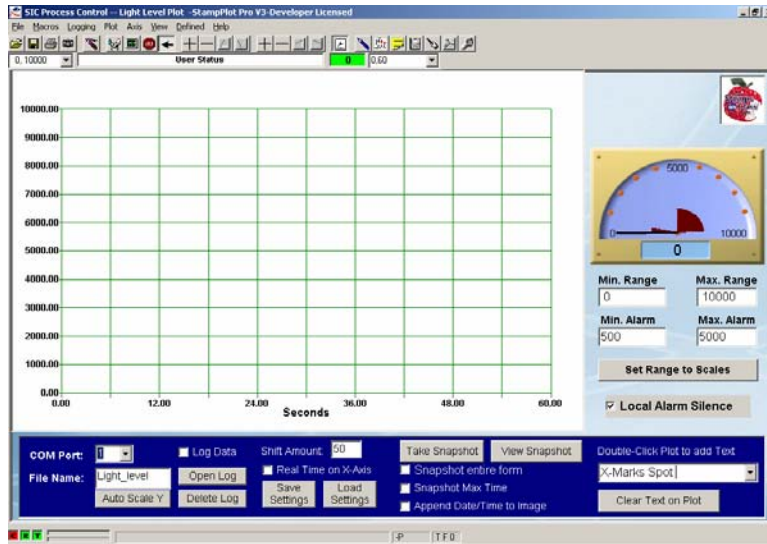 SIC Process Control -- Light Level Plot -StampPlot Pro V3-Developer Licensed
File Macros Logging Plot Axis View Defined Help
0, 10000 User Status 0 0,60
10000.00
9000.00
8000.00
7000.00
6000.00
5000.00
4000.00
3000.00
2000.00
1000.00
0.00
0.00 12.00 24.00 36.00 48.00 60.00
Seconds
5000
0 10000
0
Min. Range Max. Range
0 10000
Min. Alarm Max. Alarm
500 5000
Set Range to Scales
Local Alarm Silence
COM Port: 1 Log Data Shift Amount: 50 Take Snapshot View Snapshot Double-Click Plot to add Text
File Name: Light_level Open Log Real Time on X-Axis Snapshot entire form X-Marks Spot
Auto Scale Y Delete Log Save Settings Load Settings Snapshot Max Time Clear Text on Plot
Append Date/Time to Image
C R T -P T F 0